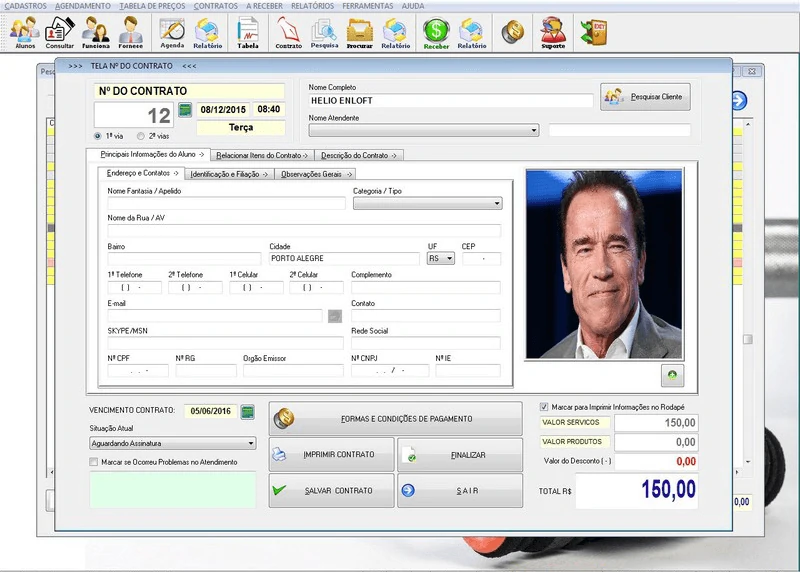 CADASTROS AGENDAMENTO TABELA DE PREÇOS CONTRATOS A RECEBER RELATÓRIOS FERRAMENTAS AJUDA
Alunos Consultar Funciona Fornece Agenda Relatório Tabela Contrato Pesquisa Procurar Relatório Receber Relatório Suporte EXIT
>>> TELA Nº DO CONTRATO <<<
Nº DO CONTRATO
12
08/12/2015 08:40
Terça
1ª via 2ª vias
Nome Completo
HELIO ENLOFT
Pesquisar Cliente
Nome Atendente
Principais Informações do Aluno -> Relacionar Itens do Contrato -> Descrição do Contrato ->
Endereço e Contatos -> Identificação e Filiação -> Observações Gerais ->
Nome Fantasia / Apelido Categoria / Tipo
Nome da Rua / AV
Bairro Cidade UF CEP
PORTO ALEGRE RS -
1º Telefone 2º Telefone 1º Celular 2º Celular Complemento
( ) - ( ) - ( ) - ( ) -
E-mail Contato
SKYPE/MSN Rede Social
Nº CPF Nº RG Orgão Emissor Nº CNPJ Nº IE
. . - . . / -
VENCIMENTO CONTRATO: 05/06/2016
Situação Atual
Aguardando Assinatura
Marcar se Ocorreu Problemas no Atendimento
FORMAS E CONDIÇÕES DE PAGAMENTO
IMPRIMIR CONTRATO FINALIZAR
SALVAR CONTRATO S A I R
Marcar para Imprimir Informações no Rodapé
VALOR SERVICOS 150,00
VALOR PRODUTOS 0,00
Valor do Desconto ( - ) 0,00
TOTAL R$ 150,00
0,00